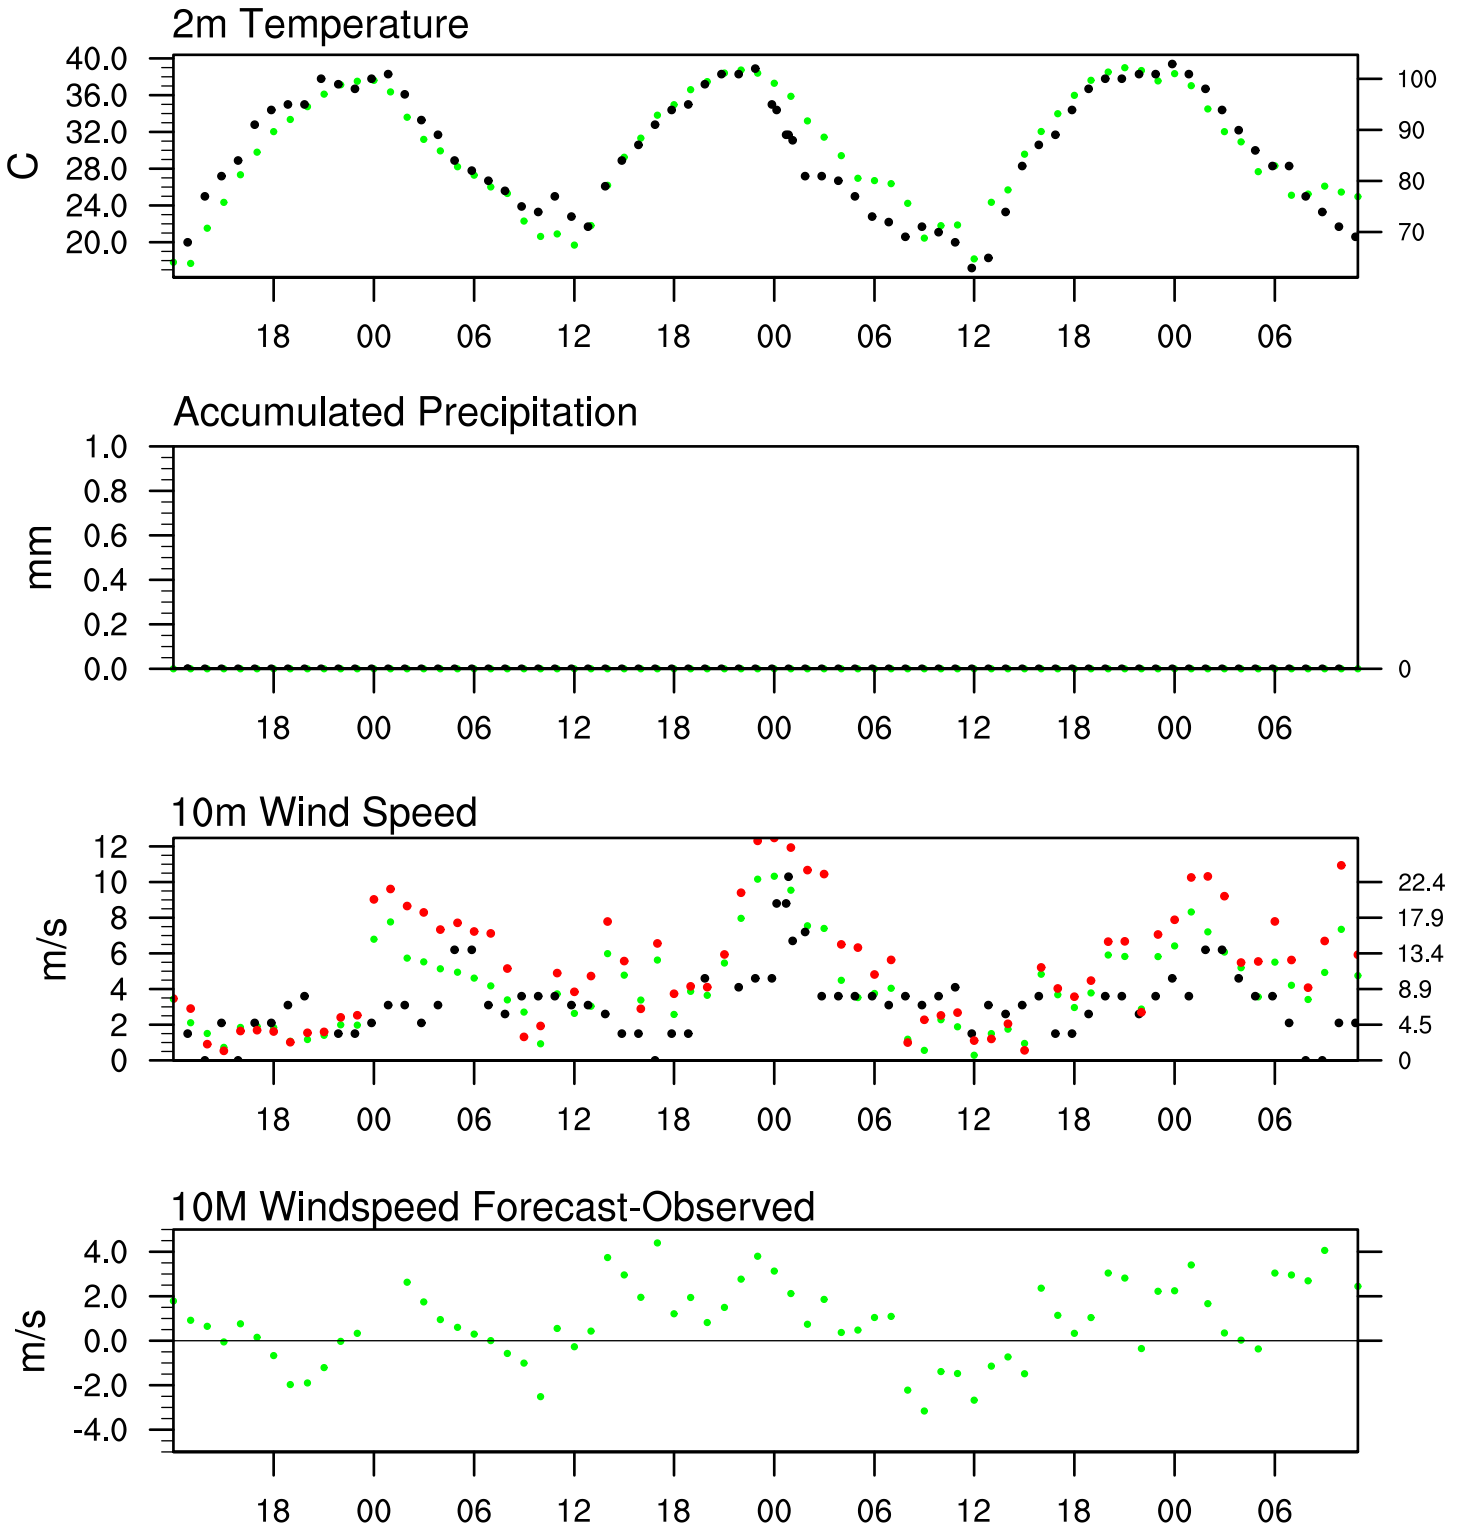 2m Temperature
40.0
36.0
32.0
28.0
24.0
20.0
C
100
90
80
70
18 00 06 12 18 00 06 12 18 00 06
Accumulated Precipitation
1.0
0.8
0.6
0.4
0.2
0.0
mm
0
18 00 06 12 18 00 06 12 18 00 06
10m Wind Speed
12
10
8
6
4
2
0
m/s
22.4
17.9
13.4
8.9
4.5
0
18 00 06 12 18 00 06 12 18 00 06
10M Windspeed Forecast-Observed
4.0
2.0
0.0
-2.0
-4.0
m/s
18 00 06 12 18 00 06 12 18 00 06